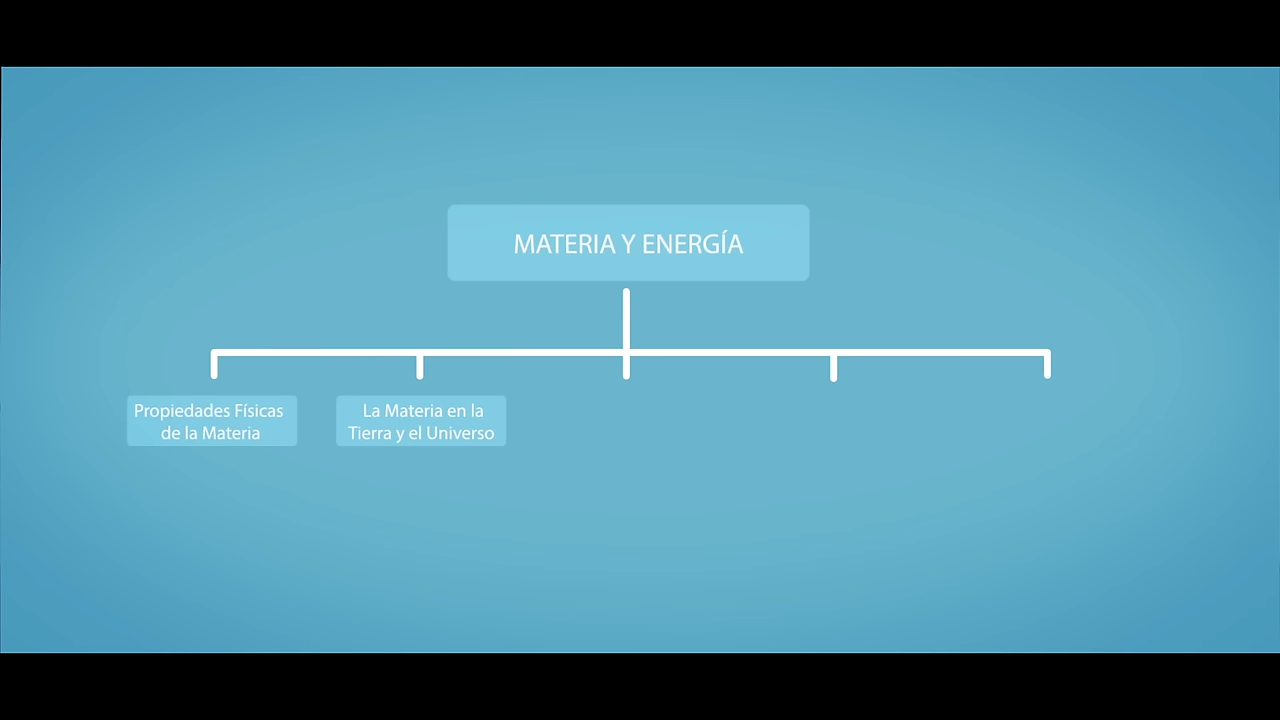 MATERIA Y ENERGÍA
Propiedades Físicas
de la Materia
La Materia en la
Tierra y el Universo